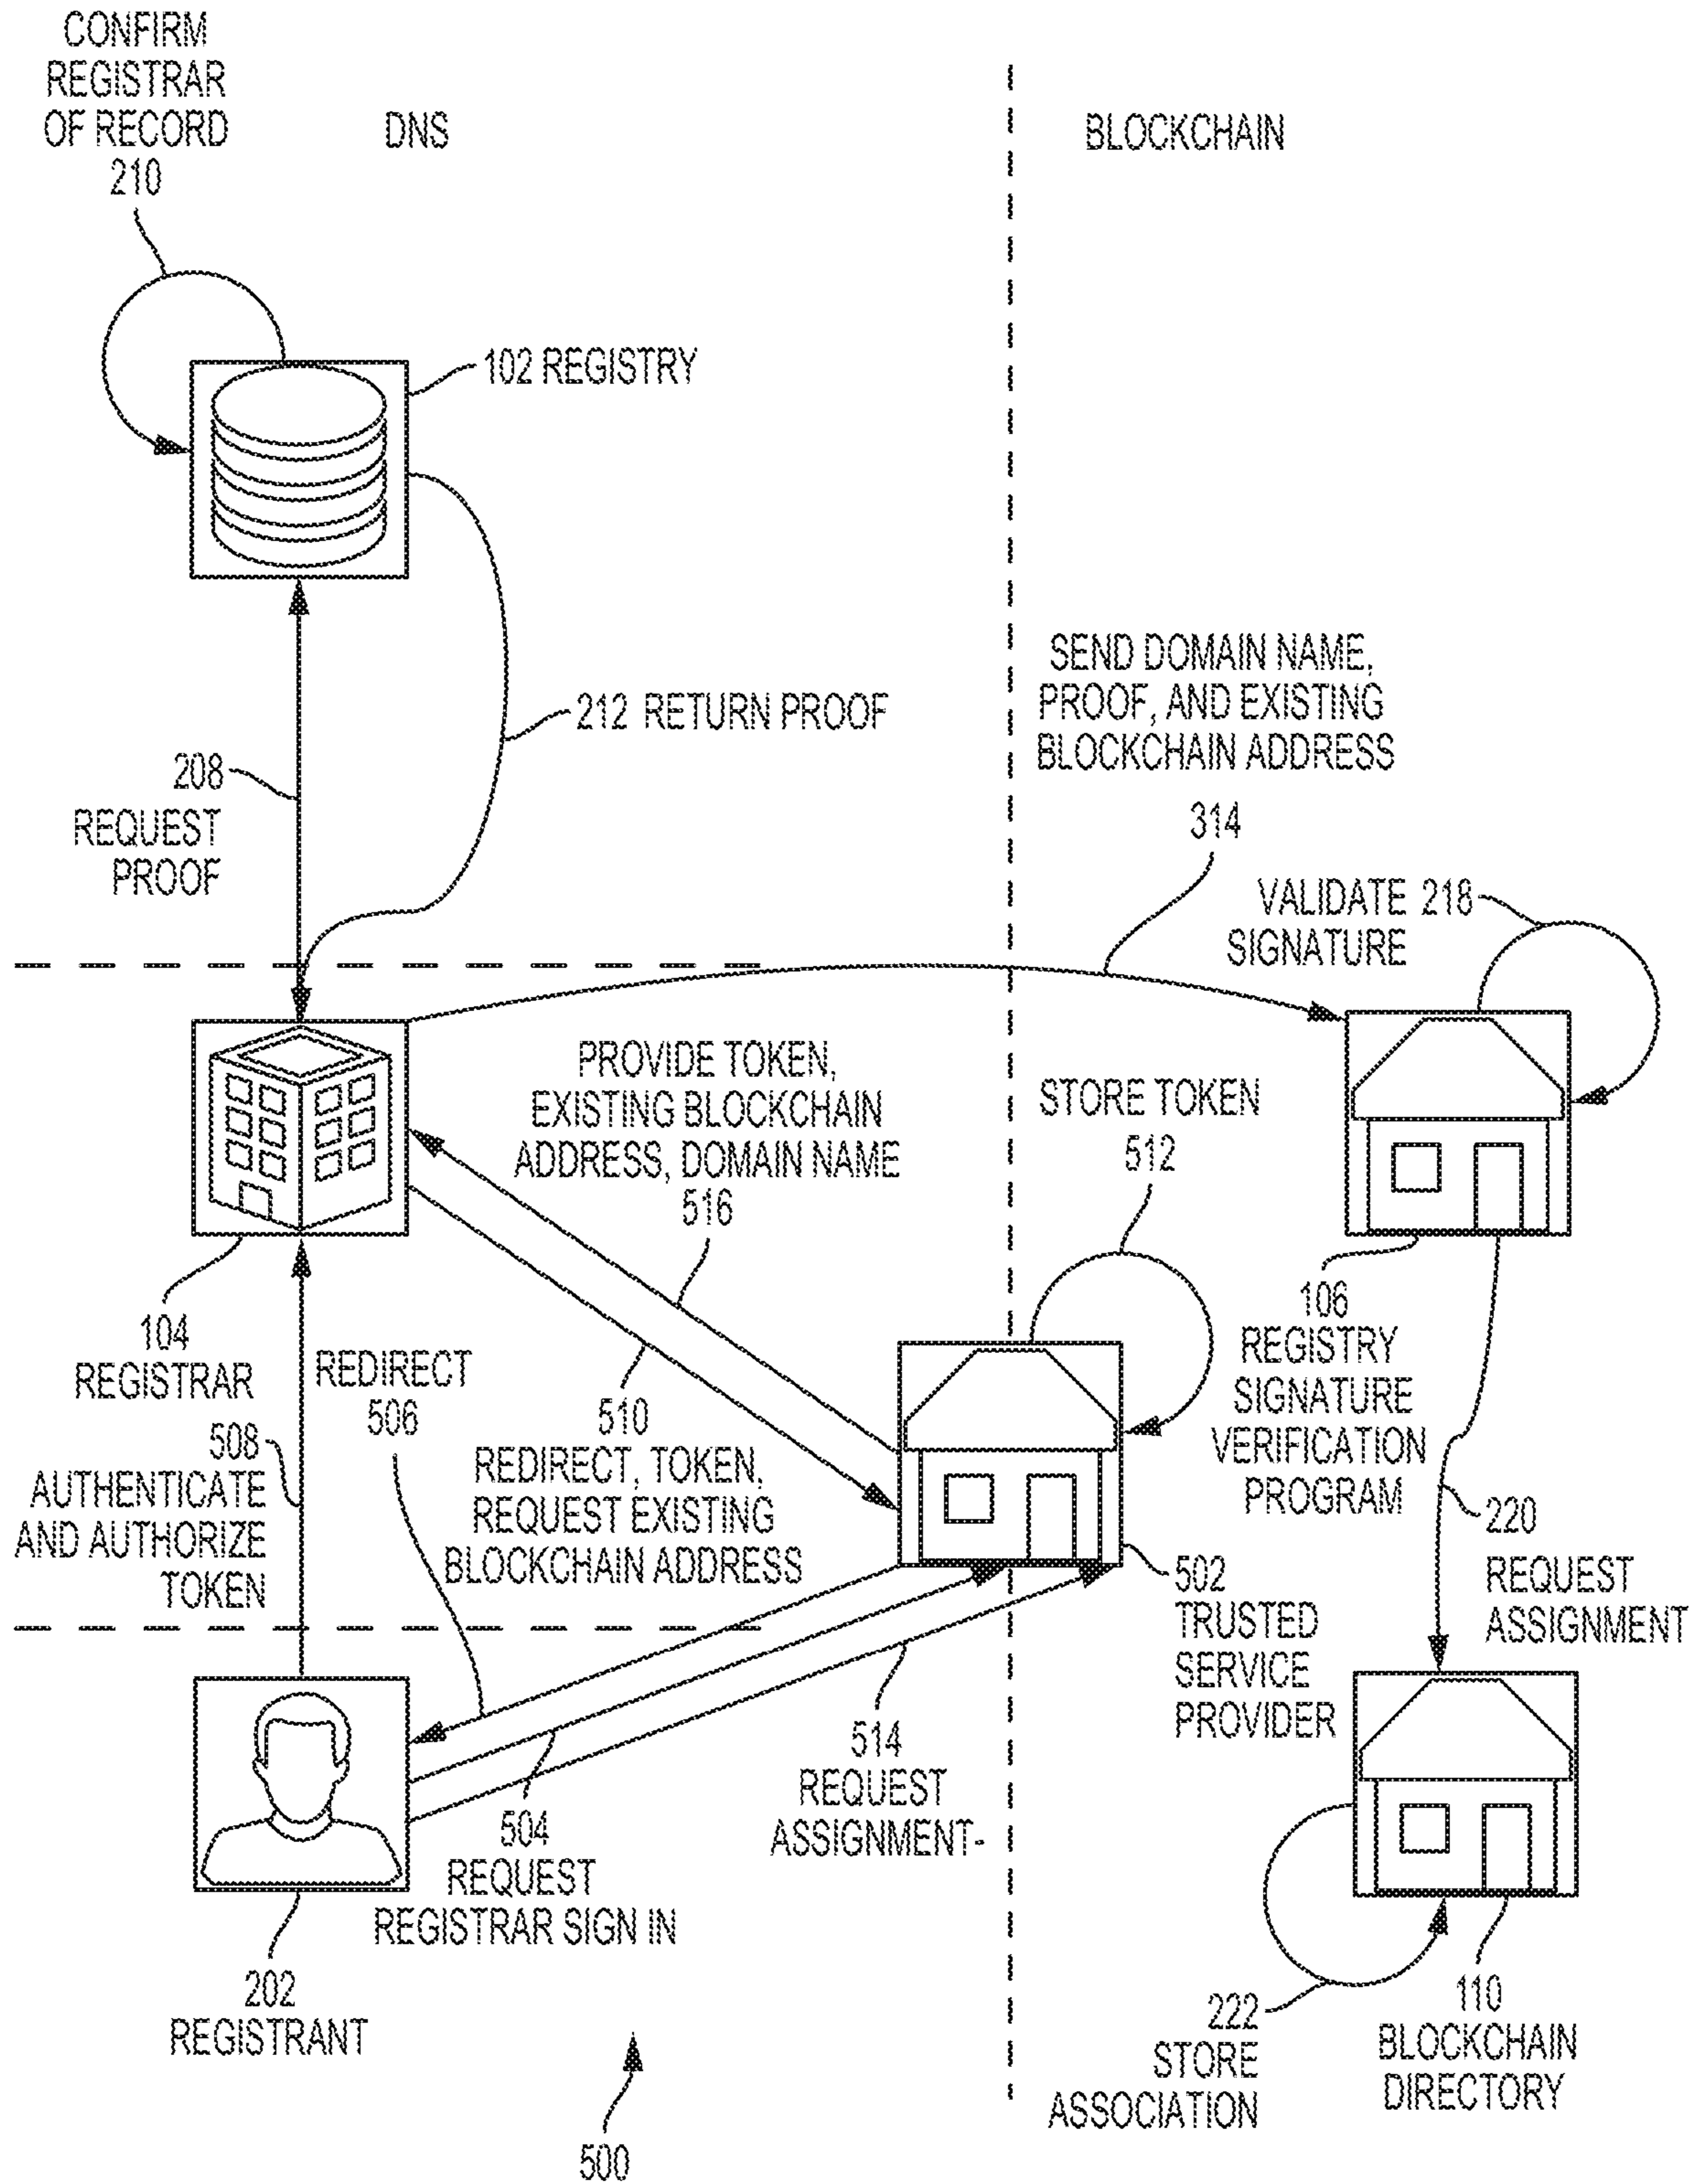 CONFIRM
REGISTRAR
OF RECORD
210
DNS
BLOCKCHAIN
102 REGISTRY
212 RETURN PROOF
208
REQUEST
PROOF
SEND DOMAIN NAME,
PROOF, AND EXISTING
BLOCKCHAIN ADDRESS
314
VALIDATE 218
SIGNATURE
PROVIDE TOKEN,
EXISTING BLOCKCHAIN
ADDRESS, DOMAIN NAME
516
STORE TOKEN
512
104
REGISTRAR
106
REGISTRY
SIGNATURE
VERIFICATION
PROGRAM
REDIRECT
506
508
AUTHENTICATE
AND AUTHORIZE
TOKEN
510
REDIRECT, TOKEN,
REQUEST EXISTING
BLOCKCHAIN ADDRESS
220
REQUEST
ASSIGNMENT
502
TRUSTED
SERVICE
PROVIDER
514
REQUEST
ASSIGNMENT-
504
REQUEST
REGISTRAR SIGN IN
202
REGISTRANT
222
STORE
ASSOCIATION
110
BLOCKCHAIN
DIRECTORY
500